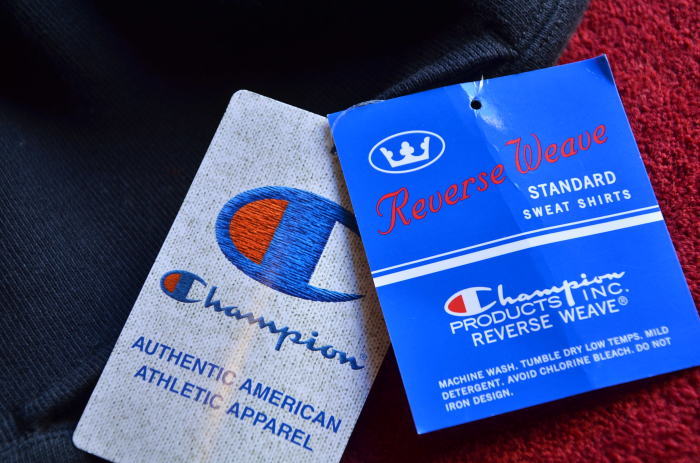 Champion
AUTHENTIC AMERICAN
ATHLETIC APPAREL
Reverse Weave
STANDARD
SWEAT SHIRTS
Champion
PRODUCTS INC.
REVERSE WEAVE®
MACHINE WASH. TUMBLE DRY LOW TEMPS. MILD
DETERGENT. AVOID CHLORINE BLEACH. DO NOT
IRON DESIGN.